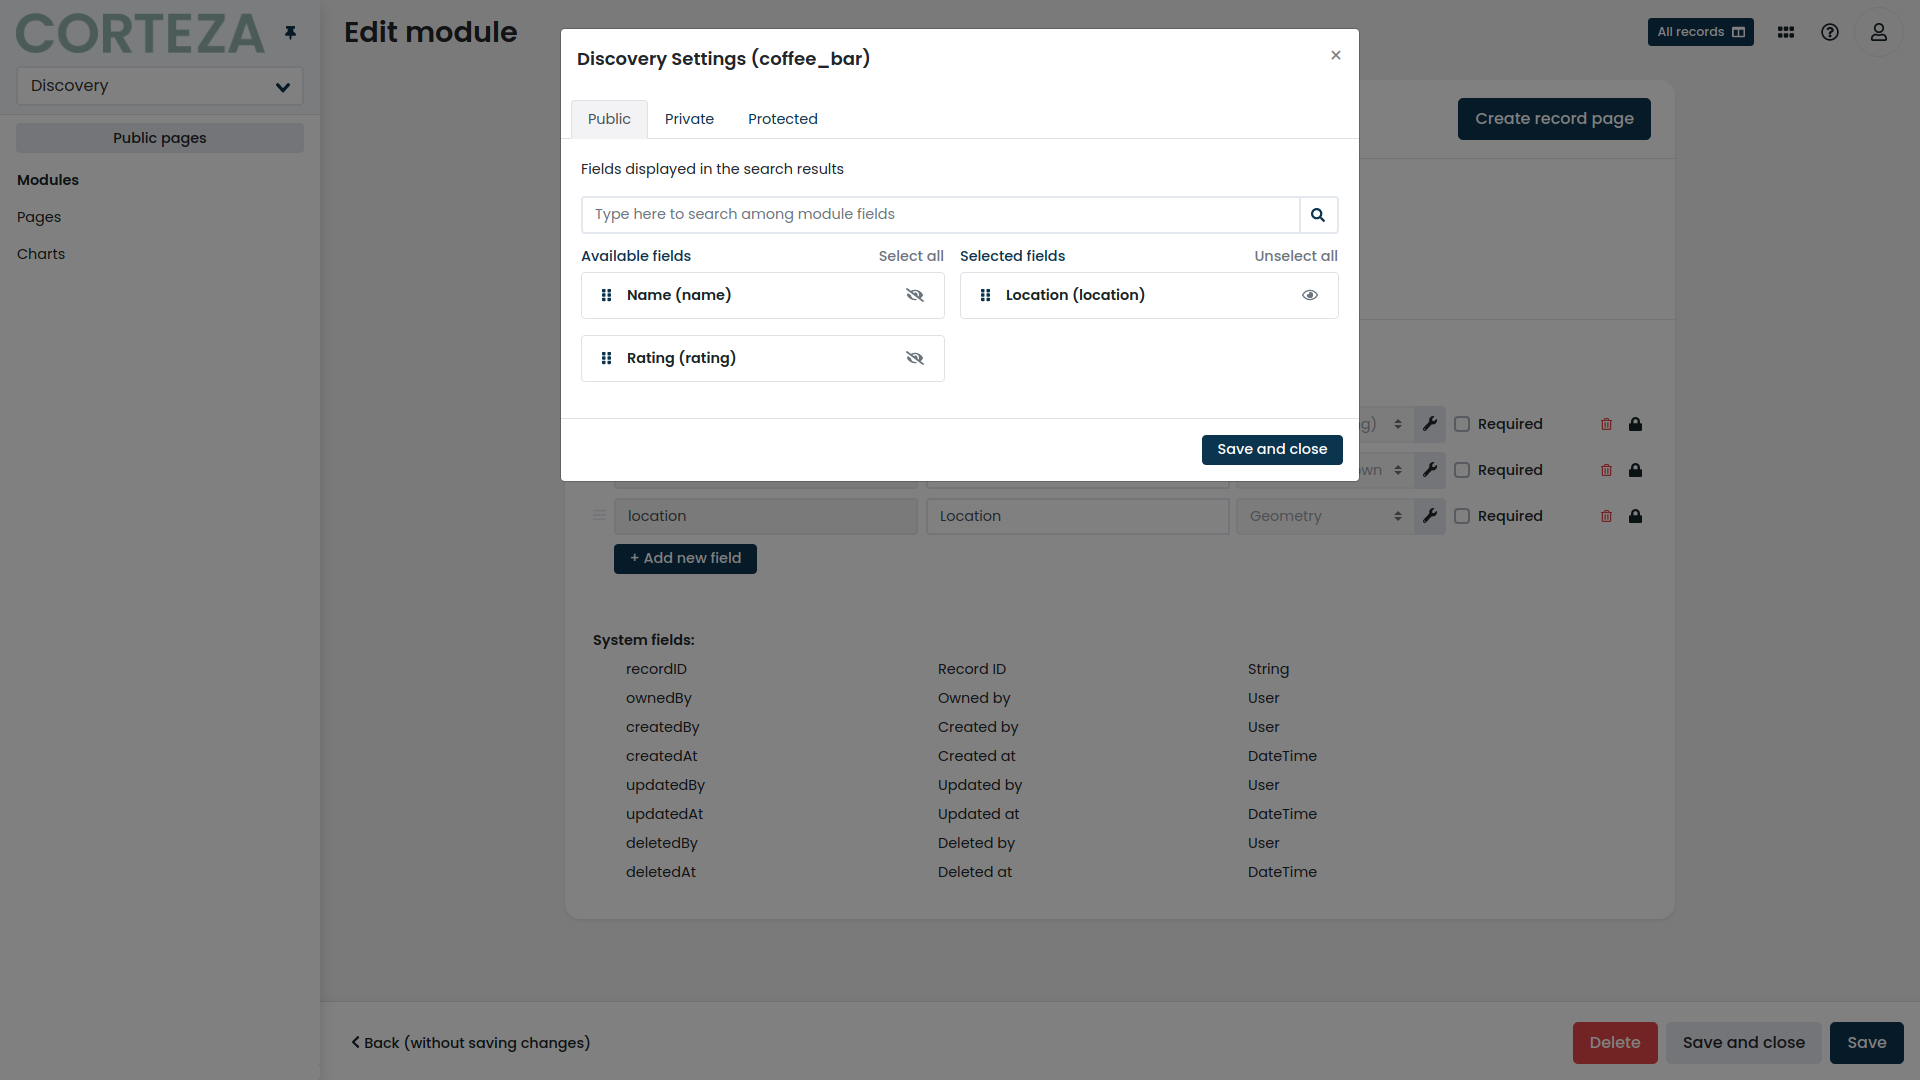 CORTEZA
Edit module
All records
Discovery
Public pages
Modules
Pages
Charts
Create record page
Discovery Settings (coffee_bar)
×
Public
Private
Protected
Fields displayed in the search results
Type here to search among module fields
Available fields
Select all
Selected fields
Unselect all
Name (name)
Location (location)
Rating (rating)
Save and close
g)
Required
own
Required
location
Location
Geometry
Required
+ Add new field
System fields:
recordID
Record ID
String
ownedBy
Owned by
User
createdBy
Created by
User
createdAt
Created at
DateTime
updatedBy
Updated by
User
updatedAt
Updated at
DateTime
deletedBy
Deleted by
User
deletedAt
Deleted at
DateTime
Back (without saving changes)
Delete
Save and close
Save